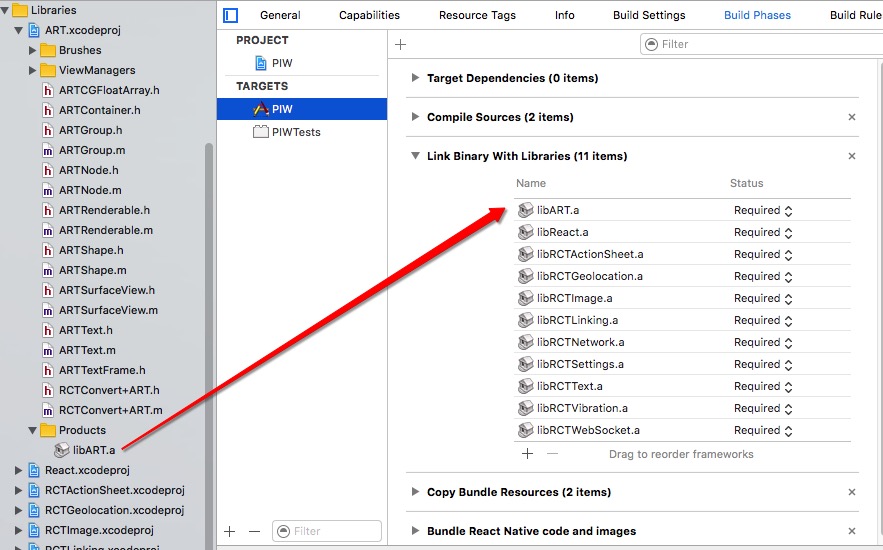 Libraries
ART.xcodeproj
Brushes
ViewManagers
ARTCGFloatArray.h
ARTContainer.h
ARTGroup.h
ARTGroup.m
ARTNode.h
ARTNode.m
ARTRenderable.h
ARTRenderable.m
ARTShape.h
ARTShape.m
ARTSurfaceView.h
ARTSurfaceView.m
ARTText.h
ARTText.m
ARTTextFrame.h
RCTConvert+ART.h
RCTConvert+ART.m
Products
libART.a
React.xcodeproj
RCTActionSheet.xcodeproj
RCTGeolocation.xcodeproj
RCTImage.xcodeproj
RCTLinking.xcodeproj
General Capabilities Resource Tags Info Build Settings Build Phases Build Rule
PROJECT
PIW
TARGETS
PIW
PIWTests
Filter
Filter
Target Dependencies (0 items)
Compile Sources (2 items)
Link Binary With Libraries (11 items)
Name Status
libART.a Required
libReact.a Required
libRCTActionSheet.a Required
libRCTGeolocation.a Required
libRCTImage.a Required
libRCTLinking.a Required
libRCTNetwork.a Required
libRCTSettings.a Required
libRCTText.a Required
libRCTVibration.a Required
libRCTWebSocket.a Required
Drag to reorder frameworks
Copy Bundle Resources (2 items)
Bundle React Native code and images